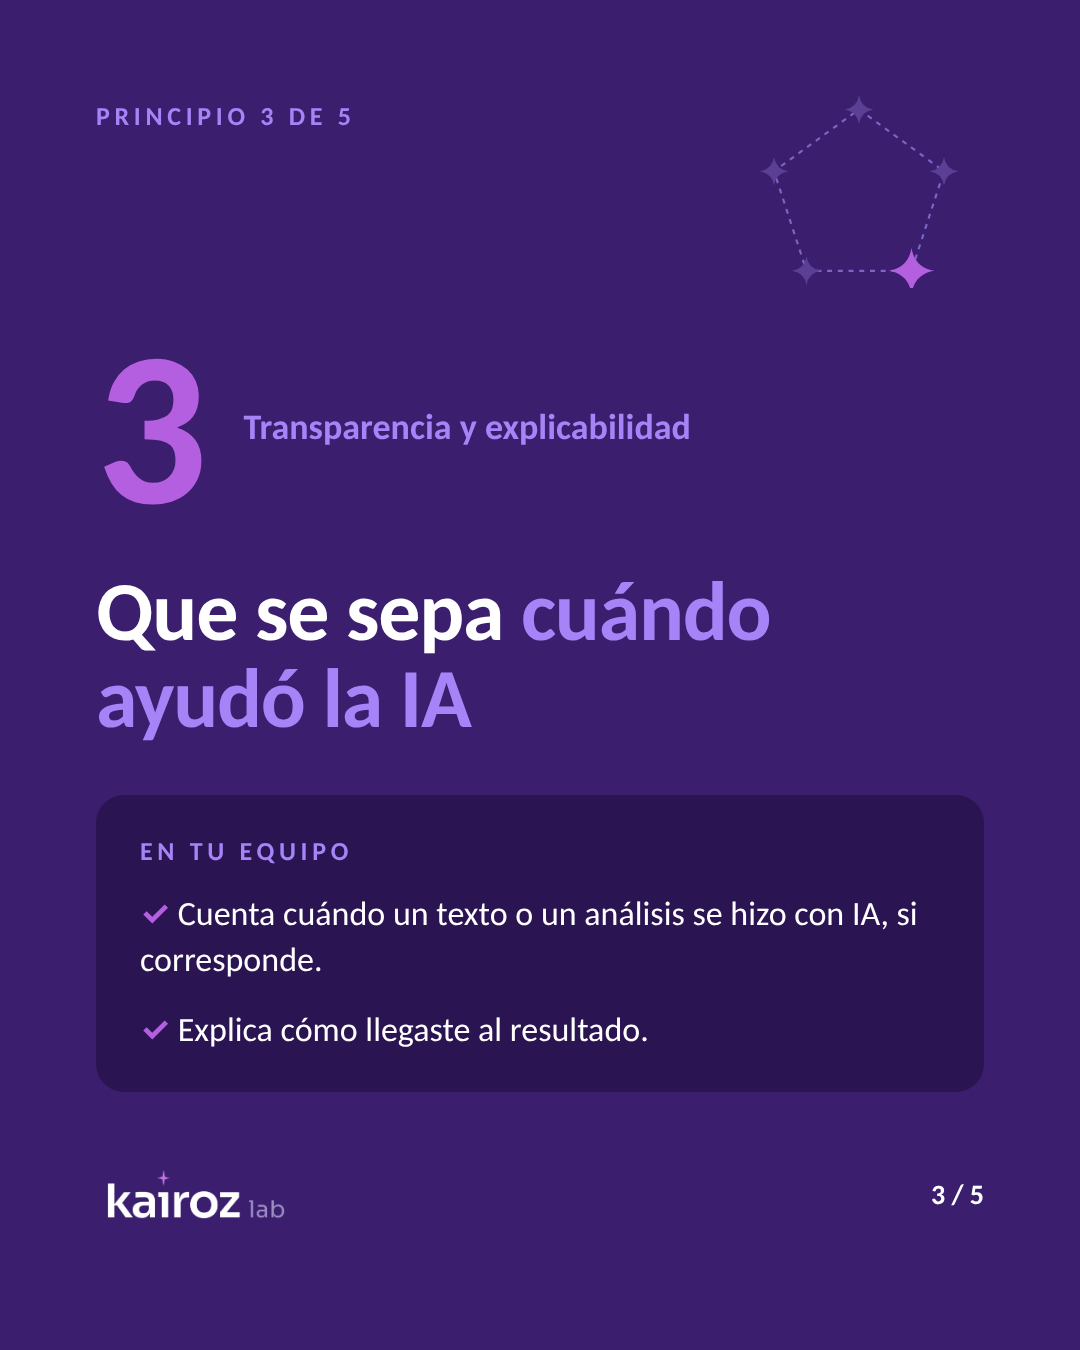 PRINCIPIO 3 DE 5
3
Transparencia y explicabilidad
Que se sepa cuándo
ayudó la IA
EN TU EQUIPO
✓ Cuenta cuándo un texto o un análisis se hizo con IA, si
corresponde.
✓ Explica cómo llegaste al resultado.
kairoz lab
3 / 5